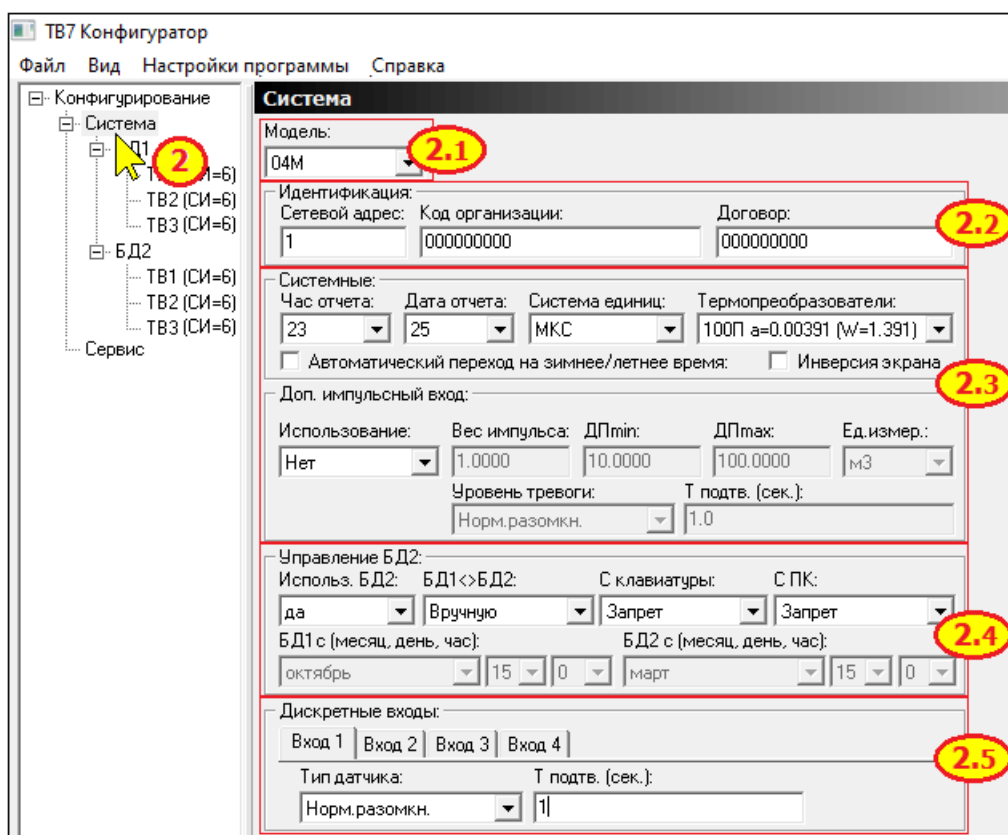 ТВ7 Конфигуратор
Файл Вид Настройки программы Справка
Конфигурирование
Система
2
ТВ2 (СИ=6)
ТВ3 (СИ=6)
БД2
ТВ1 (СИ=6)
ТВ2 (СИ=6)
ТВ3 (СИ=6)
Сервис
Система
Модель:
04М
2.1
Идентификация:
Сетевой адрес: Код организации: Договор:
1 000000000 000000000
2.2
Системные:
Час отчета: Дата отчета: Система единиц: Термопреобразователи:
23 25 МКС 100П a=0.00391 (W=1.391)
Автоматический переход на зимнее/летнее время: Инверсия экрана
2.3
Доп. импульсный вход:
Использование: Вес импульса: ДПmin: ДПmax: Ед.измер.:
Нет 1.0000 10.0000 100.0000 м3
Уровень тревоги: Т подтв. (сек.):
Норм.разомкн. 1.0
Управление БД2:
Использ. БД2: БД1<>БД2: С клавиатуры: С ПК:
да Вручную Запрет Запрет
2.4
БД1 с (месяц, день, час): БД2 с (месяц, день, час):
октябрь 15 0 март 15 0
Дискретные входы:
Вход 1 Вход 2 Вход 3 Вход 4
2.5
Тип датчика: Т подтв. (сек.):
Норм.разомкн. 1